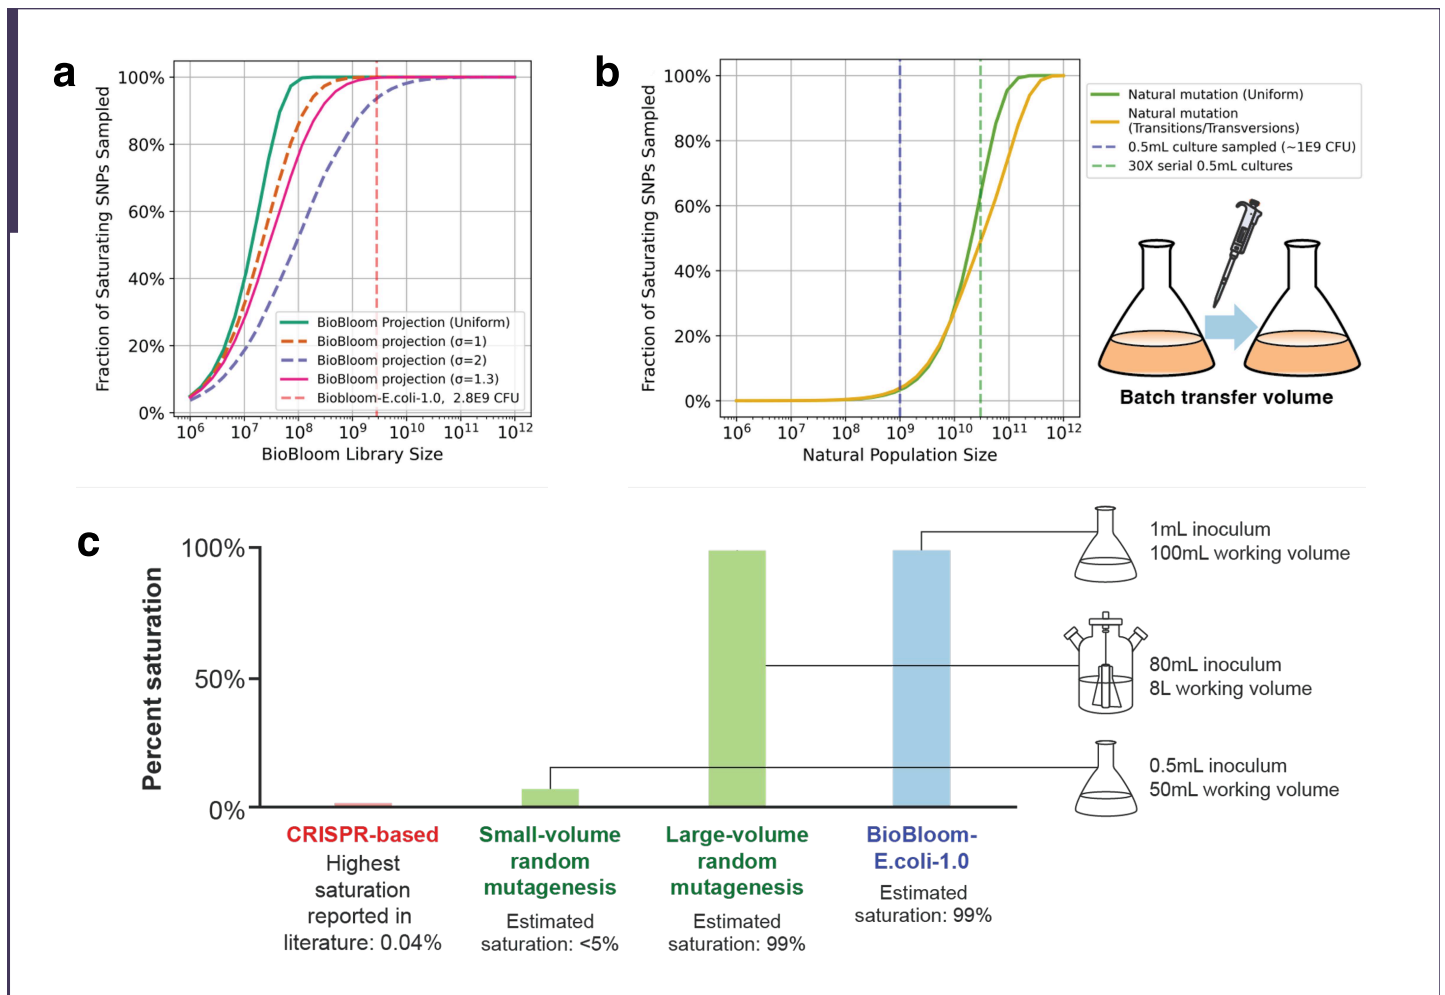 a
Fraction of Saturating SNPs Sampled
100%
80%
60%
40%
20%
0%
BioBloom Projection (Uniform)
BioBloom projection (σ=1)
BioBloom projection (σ=2)
BioBloom projection (σ=1.3)
Biobloom-E.coli-1.0, 2.8E9 CFU
10⁶ 10⁷ 10⁸ 10⁹ 10¹⁰ 10¹¹ 10¹²
BioBloom Library Size
b
Fraction of Saturating SNPs Sampled
100%
80%
60%
40%
20%
0%
10⁶ 10⁷ 10⁸ 10⁹ 10¹⁰ 10¹¹ 10¹²
Natural Population Size
Natural mutation (Uniform)
Natural mutation
(Transitions/Transversions)
0.5mL culture sampled (~1E9 CFU)
30X serial 0.5mL cultures
Batch transfer volume
c
Percent saturation
100%
50%
0%
1mL inoculum
100mL working volume
80mL inoculum
8L working volume
0.5mL inoculum
50mL working volume
CRISPR-based
Highest
saturation
reported in
literature: 0.04%
Small-volume
random
mutagenesis
Estimated
saturation: <5%
Large-volume
random
mutagenesis
Estimated
saturation: 99%
BioBloom-
E.coli-1.0
Estimated
saturation: 99%